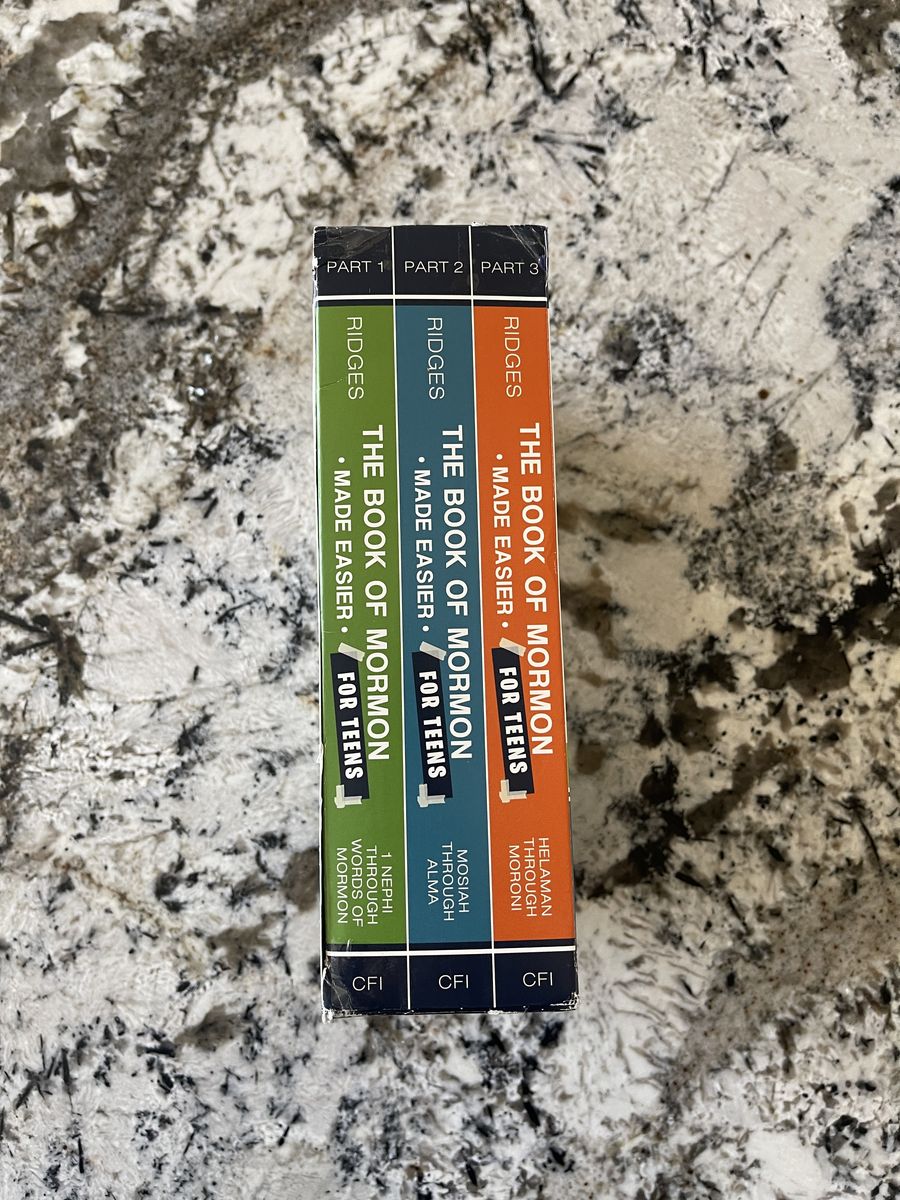 PART 1
RIDGES
THE BOOK OF MORMON
• MADE EASIER •
FOR TEENS
1 NEPHI
THROUGH
WORDS OF
MORMON
CFI
PART 2
RIDGES
THE BOOK OF MORMON
• MADE EASIER •
FOR TEENS
MOSIAH
THROUGH
ALMA
CFI
PART 3
RIDGES
THE BOOK OF MORMON
• MADE EASIER •
FOR TEENS
HELAMAN
THROUGH
MORONI
CFI